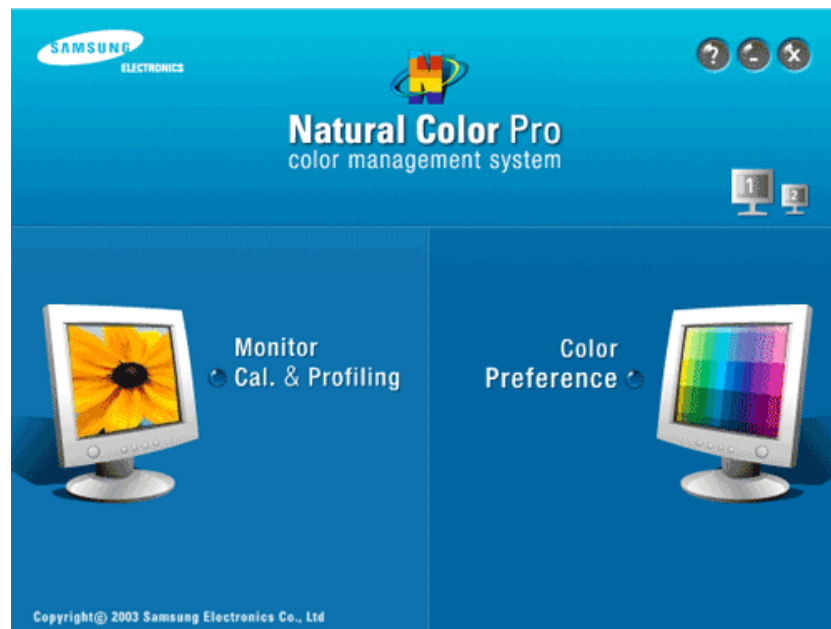 SAMSUNG
ELECTRONICS
? - x
N
Natural Color Pro
color management system
1 2
Monitor
Cal. & Profiling
Color
Preference
Copyright© 2003 Samsung Electronics Co., Ltd